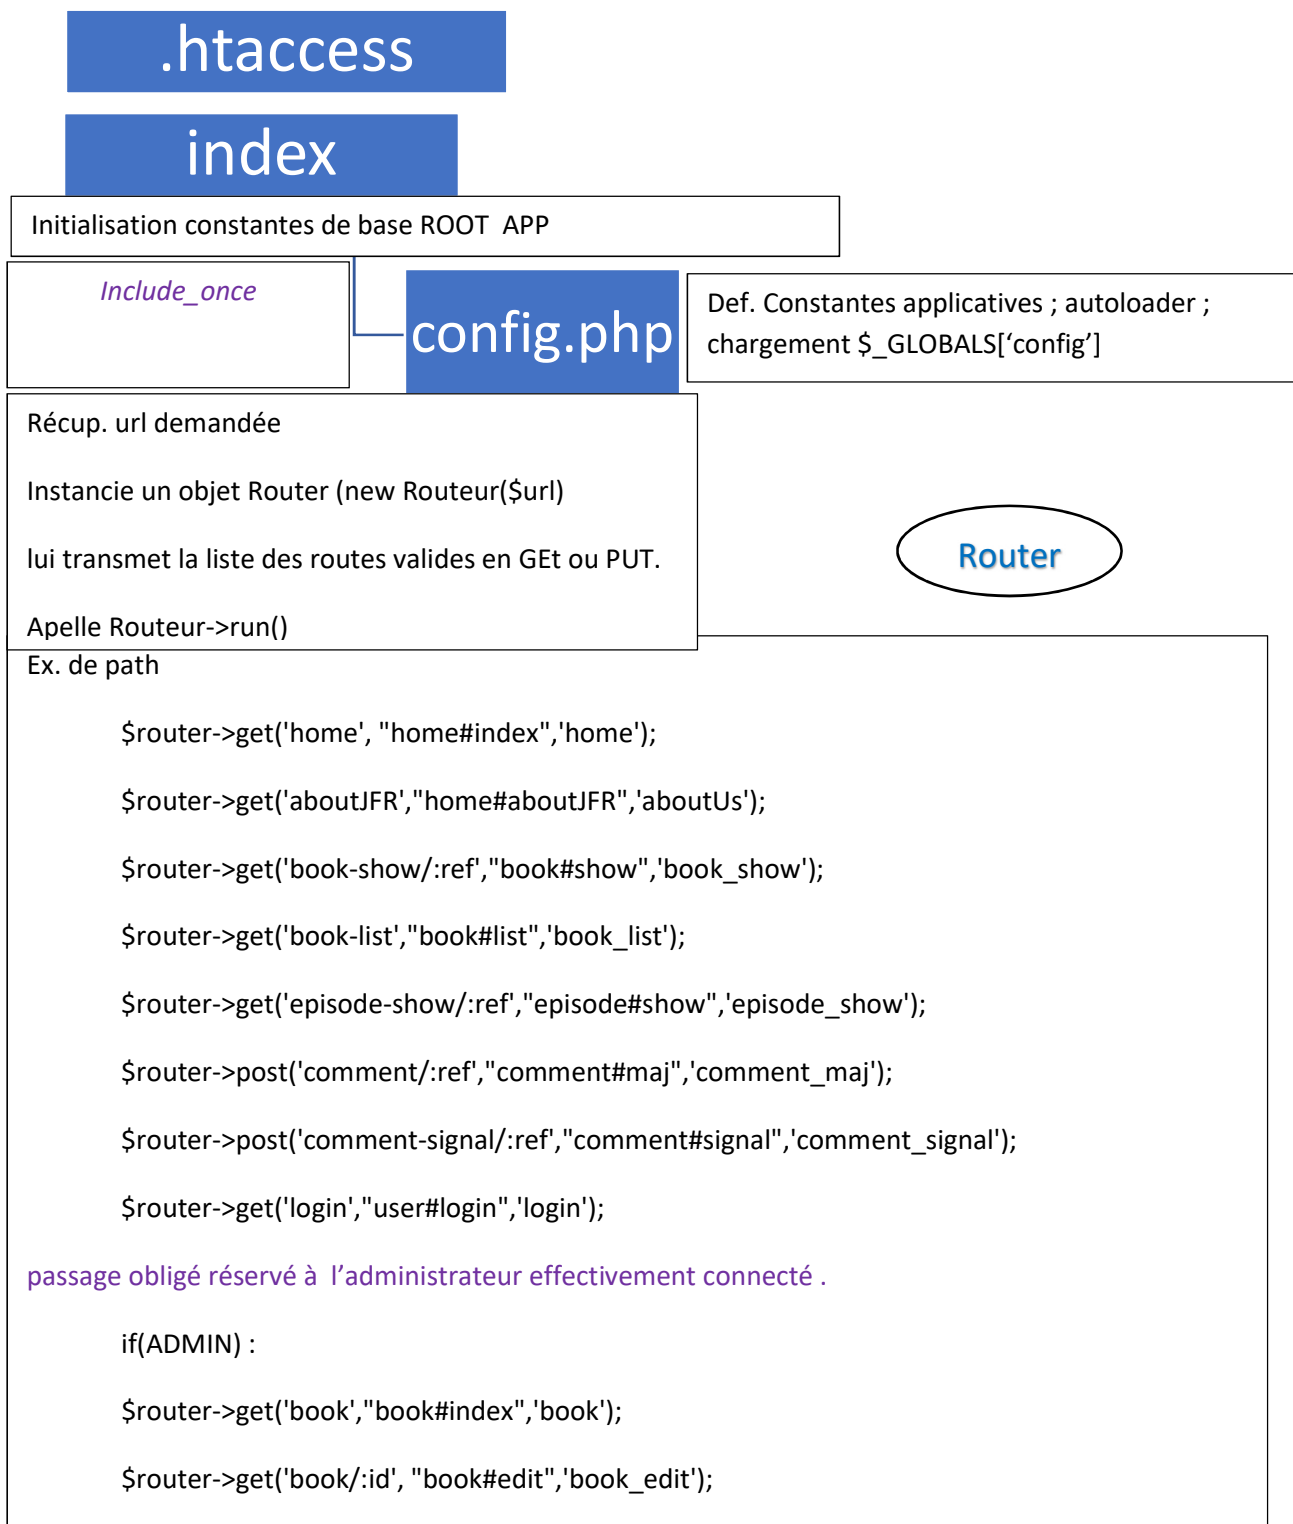 .htaccess
index
Initialisation constantes de base ROOT  APP
Include_once
config.php
Def. Constantes applicatives ; autoloader ;
chargement $_GLOBALS[‘config’]
Récup. url demandée
Instancie un objet Router (new Routeur($url)
lui transmet la liste des routes valides en GEt ou PUT.
Apelle Routeur->run()
Router
Ex. de path
$router->get('home', "home#index",'home');
$router->get('aboutJFR',"home#aboutJFR",'aboutUs');
$router->get('book-show/:ref',"book#show",'book_show');
$router->get('book-list',"book#list",'book_list');
$router->get('episode-show/:ref',"episode#show",'episode_show');
$router->post('comment/:ref',"comment#maj",'comment_maj');
$router->post('comment-signal/:ref',"comment#signal",'comment_signal');
$router->get('login',"user#login",'login');
passage obligé réservé à  l’administrateur effectivement connecté .
if(ADMIN) :
$router->get('book',"book#index",'book');
$router->get('book/:id', "book#edit",'book_edit');